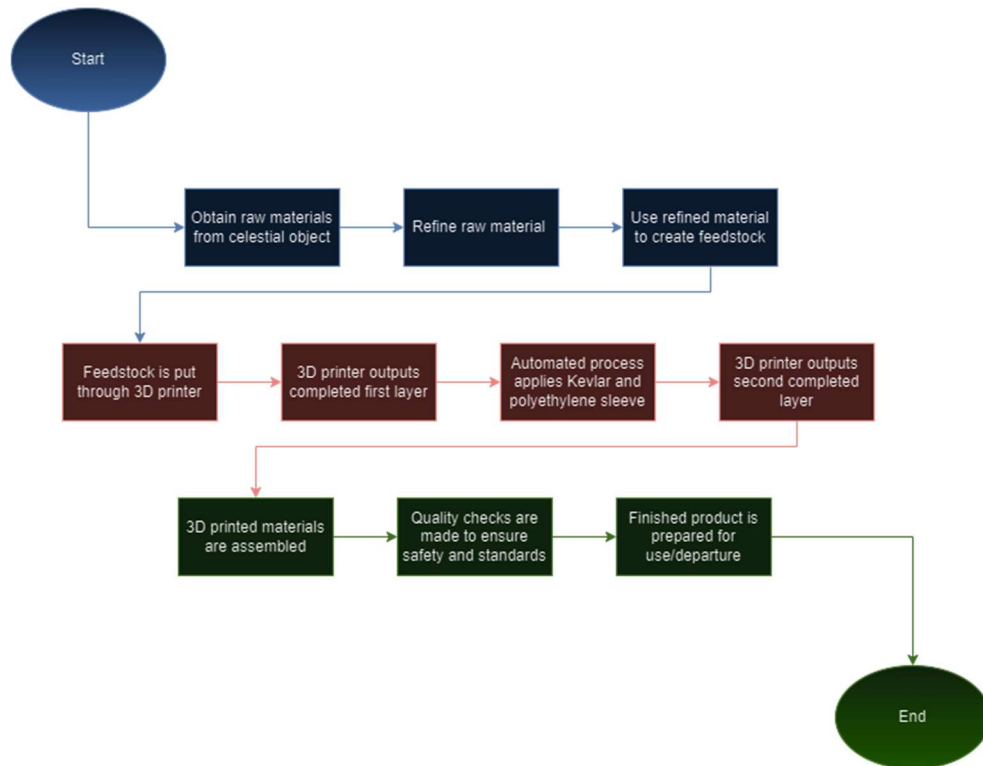 Start
Obtain raw materials
from celestial object
Refine raw material
Use refined material
to create feedstock
Feedstock is put
through 3D printer
3D printer outputs
completed first layer
Automated process
applies Kevlar and
polyethylene sleeve
3D printer outputs
second completed
layer
3D printed materials
are assembled
Quality checks are
made to ensure
safety and standards
Finished product is
prepared for
use/departure
End